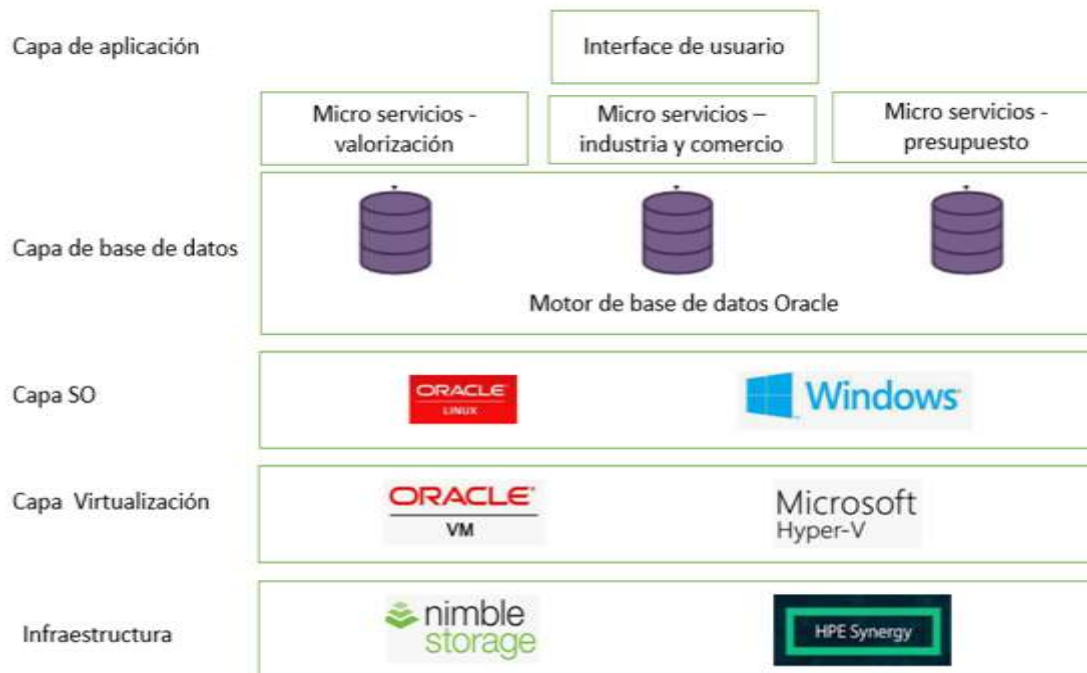 Capa de aplicación
Interface de usuario
Micro servicios -
valorización
Micro servicios –
industria y comercio
Micro servicios -
presupuesto
Capa de base de datos
Motor de base de datos Oracle
Capa SO
ORACLE
LINUX
Windows
Capa Virtualización
ORACLE
VM
Microsoft
Hyper-V
Infraestructura
nimble
storage
HPE Synergy